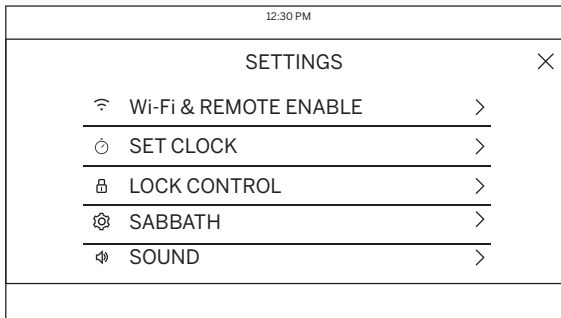 12:30 PM
SETTINGS
Wi-Fi & REMOTE ENABLE
SET CLOCK
LOCK CONTROL
SABBATH
SOUND